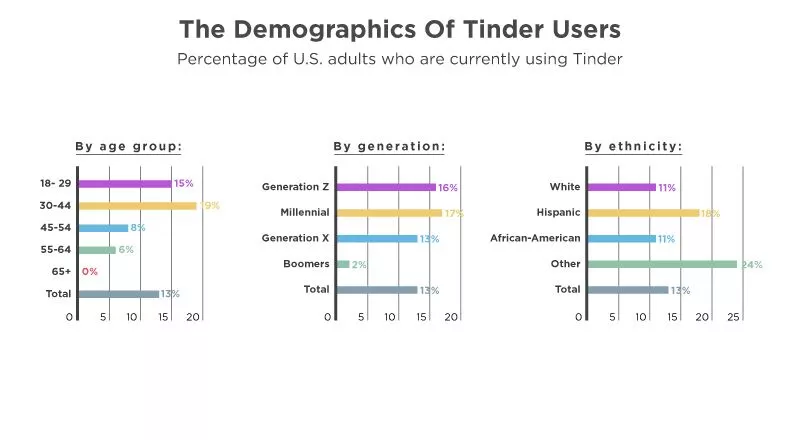 The Demographics Of Tinder Users
Percentage of U.S. adults who are currently using Tinder
By age group:
18- 29 15%
30-44 19%
45-54 8%
55-64 6%
65+ 0%
Total 13%
0 5 10 15 20
By generation:
Generation Z 16%
Millennial 17%
Generation X 13%
Boomers 2%
Total 13%
0 5 10 15 20
By ethnicity:
White 11%
Hispanic 18%
African-American 11%
Other 24%
Total 13%
0 5 10 15 20 25